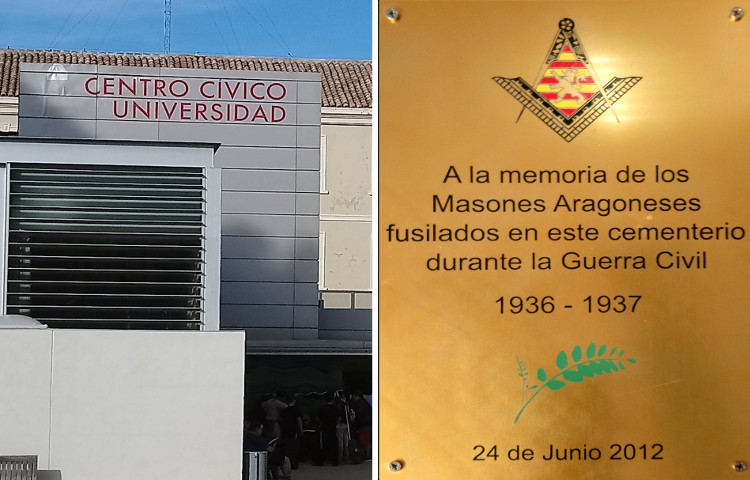 CENTRO CÍVICO
UNIVERSIDAD
A la memoria de los
Masones Aragoneses
fusilados en este cementerio
durante la Guerra Civil
1936 - 1937
24 de Junio 2012